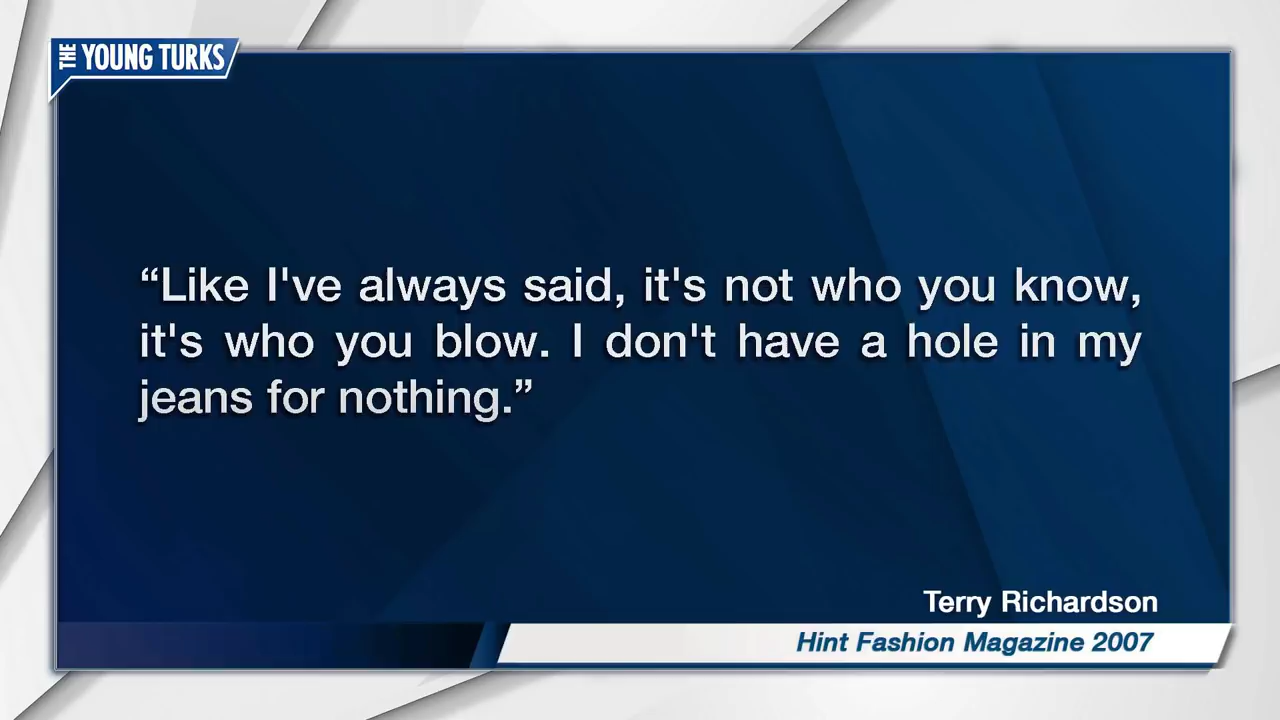 THE YOUNG TURKS
“Like I've always said, it's not who you know,
it's who you blow. I don't have a hole in my
jeans for nothing.”
Terry Richardson
Hint Fashion Magazine 2007